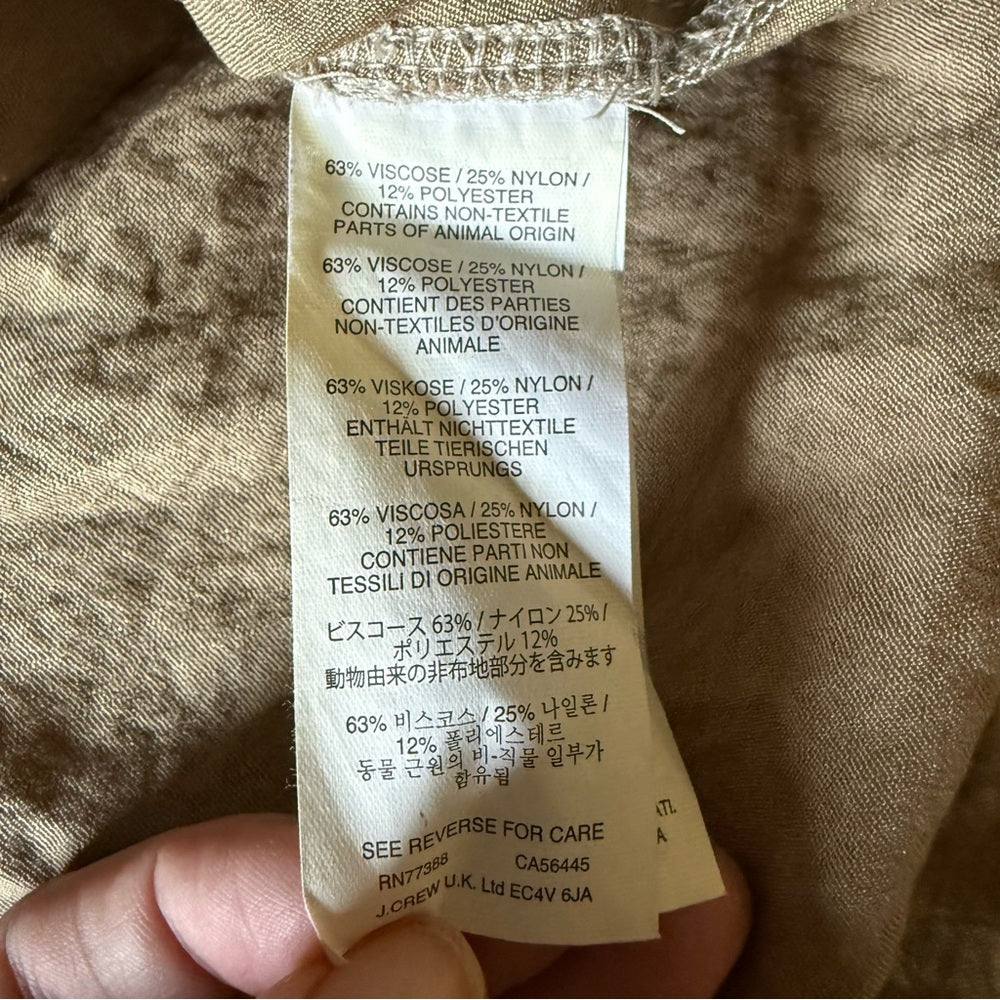 63% VISCOSE / 25% NYLON /
12% POLYESTER
CONTAINS NON-TEXTILE
PARTS OF ANIMAL ORIGIN
63% VISCOSE / 25% NYLON /
12% POLYESTER
CONTIENT DES PARTIES
NON-TEXTILES D'ORIGINE
ANIMALE
63% VISKOSE / 25% NYLON /
12% POLYESTER
ENTHÄLT NICHTTEXTILE
TEILE TIERISCHEN
URSPRUNGS
63% VISCOSA / 25% NYLON /
12% POLIESTERE
CONTIENE PARTI NON
TESSILI DI ORIGINE ANIMALE
ビスコース 63% / ナイロン 25% /
ポリエステル 12%
動物由来の非布地部分を含みます
63% 비스코스 / 25% 나일론 /
12% 폴리에스테르
동물 근원의 비-직물 일부가
함유됨
SEE REVERSE FOR CARE
RN77388 CA56445
J.CREW U.K. Ltd EC4V 6JA